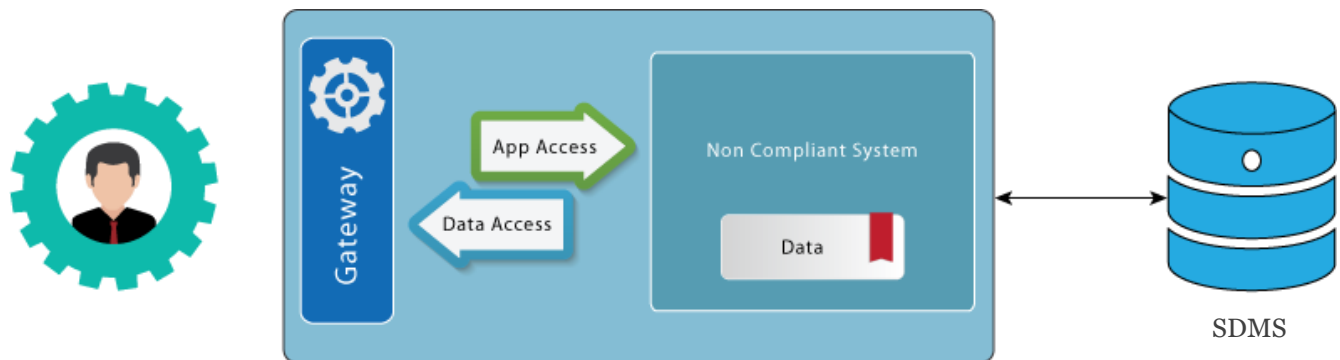 Gateway
App Access
Data Access
Non Compliant System
Data
SDMS